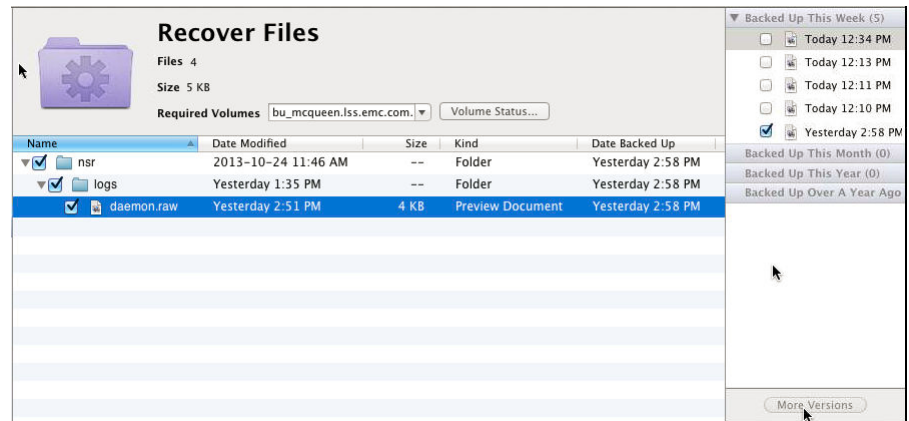 Recover Files
Files 4
Size 5 KB
Required Volumes bu_mcqueen.lss.emc.com. Volume Status...
Name Date Modified Size Kind Date Backed Up
nsr 2013-10-24 11:46 AM -- Folder Yesterday 2:58 PM
logs Yesterday 1:35 PM -- Folder Yesterday 2:58 PM
daemon.raw Yesterday 2:51 PM 4 KB Preview Document Yesterday 2:58 PM
Backed Up This Week (5)
Today 12:34 PM
Today 12:13 PM
Today 12:11 PM
Today 12:10 PM
Yesterday 2:58 PM
Backed Up This Month (0)
Backed Up This Year (0)
Backed Up Over A Year Ago
More Versions